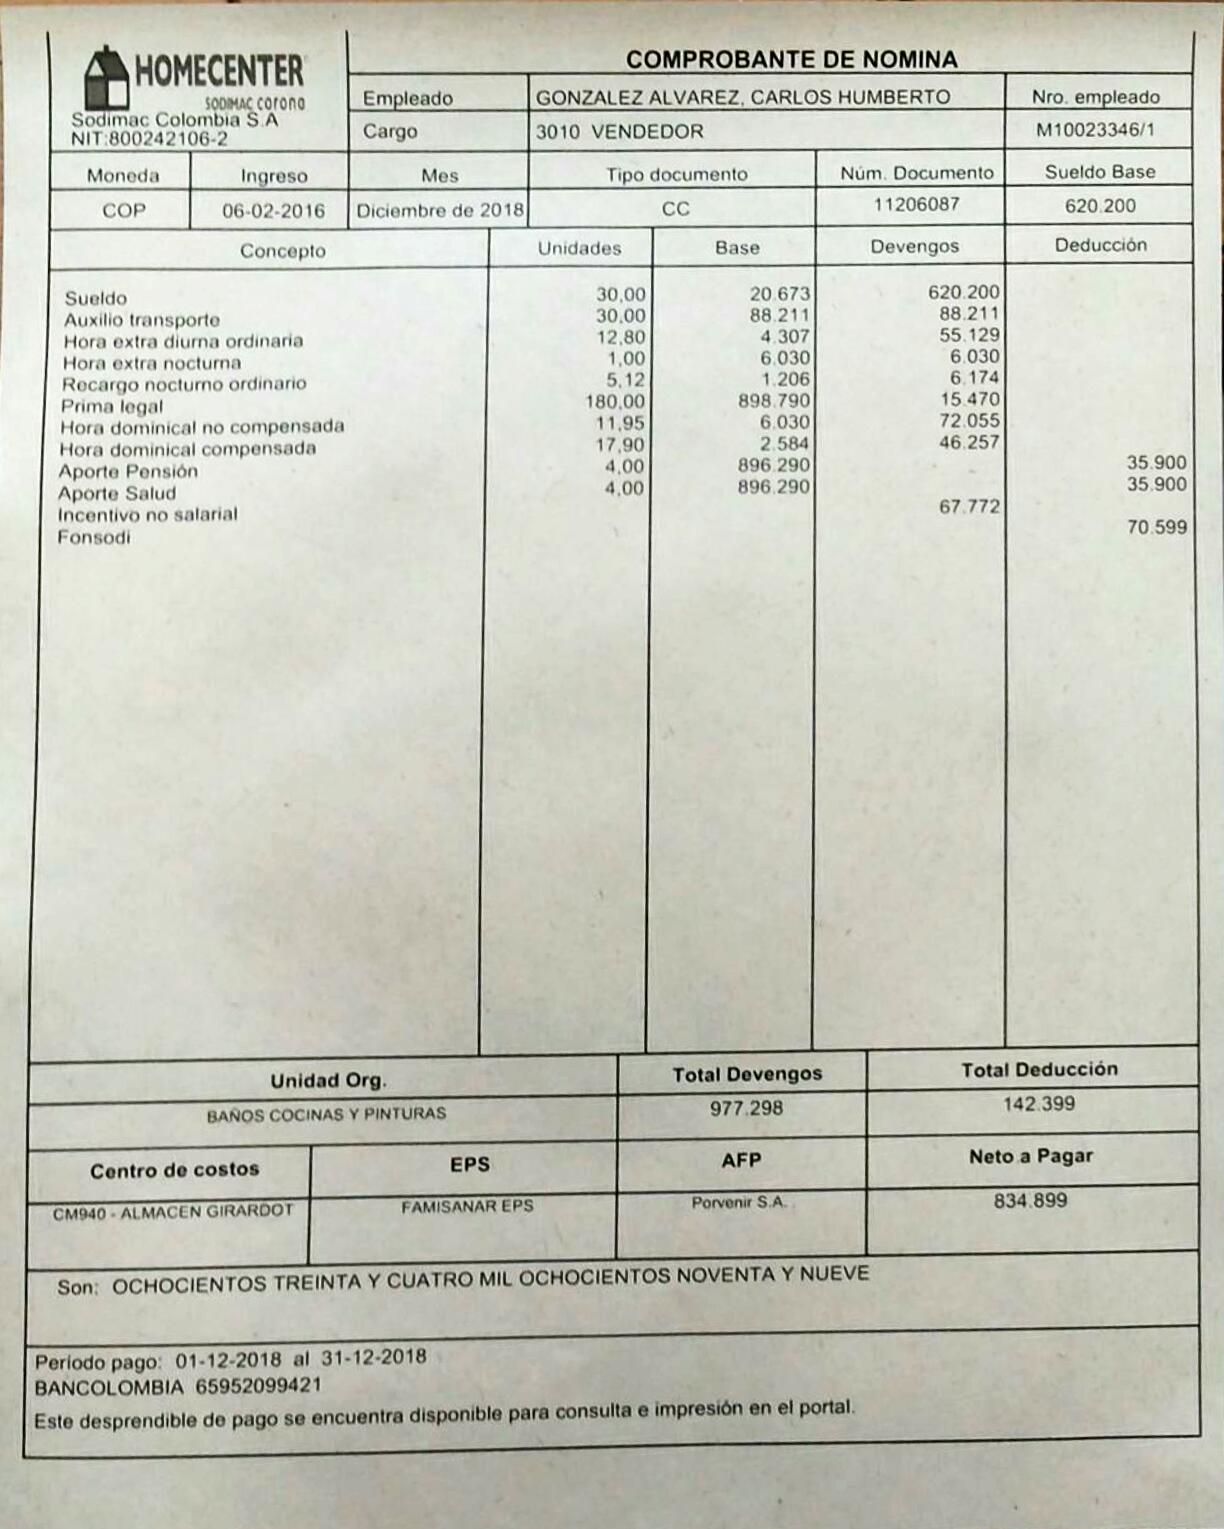 HOMECENTER
SODIMAC corona
Sodimac Colombia S.A
NIT:800242106-2
COMPROBANTE DE NOMINA
Empleado GONZALEZ ALVAREZ, CARLOS HUMBERTO Nro. empleado
Cargo 3010 VENDEDOR M10023346/1
Moneda Ingreso Mes Tipo documento Núm. Documento Sueldo Base
COP 06-02-2016 Diciembre de 2018 CC 11206087 620.200
Concepto Unidades Base Devengos Deducción
Sueldo 30,00 20.673 620.200
Auxilio transporte 30,00 88.211 88.211
Hora extra diurna ordinaria 12,80 4.307 55.129
Hora extra nocturna 1,00 6.030 6.030
Recargo nocturno ordinario 5,12 1.206 6.174
Prima legal 180,00 898.790 15.470
Hora dominical no compensada 11,95 6.030 72.055
Hora dominical compensada 17,90 2.584 46.257
Aporte Pensión 4,00 896.290 35.900
Aporte Salud 4,00 896.290 35.900
Incentivo no salarial 67.772
Fonsodi 70.599
Unidad Org. Total Devengos Total Deducción
BAÑOS COCINAS Y PINTURAS 977.298 142.399
Centro de costos EPS AFP Neto a Pagar
CM940 - ALMACEN GIRARDOT FAMISANAR EPS Porvenir S.A. 834.899
Son: OCHOCIENTOS TREINTA Y CUATRO MIL OCHOCIENTOS NOVENTA Y NUEVE
Período pago: 01-12-2018 al 31-12-2018
BANCOLOMBIA 65952099421
Este desprendible de pago se encuentra disponible para consulta e impresión en el portal.